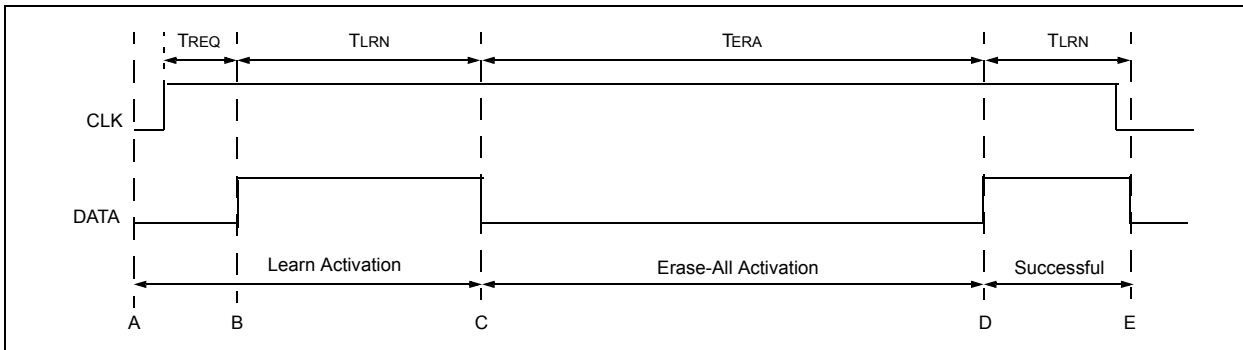 TREQ TLRN TERA TLRN
CLK
DATA
Learn Activation Erase-All Activation Successful
A B C D E